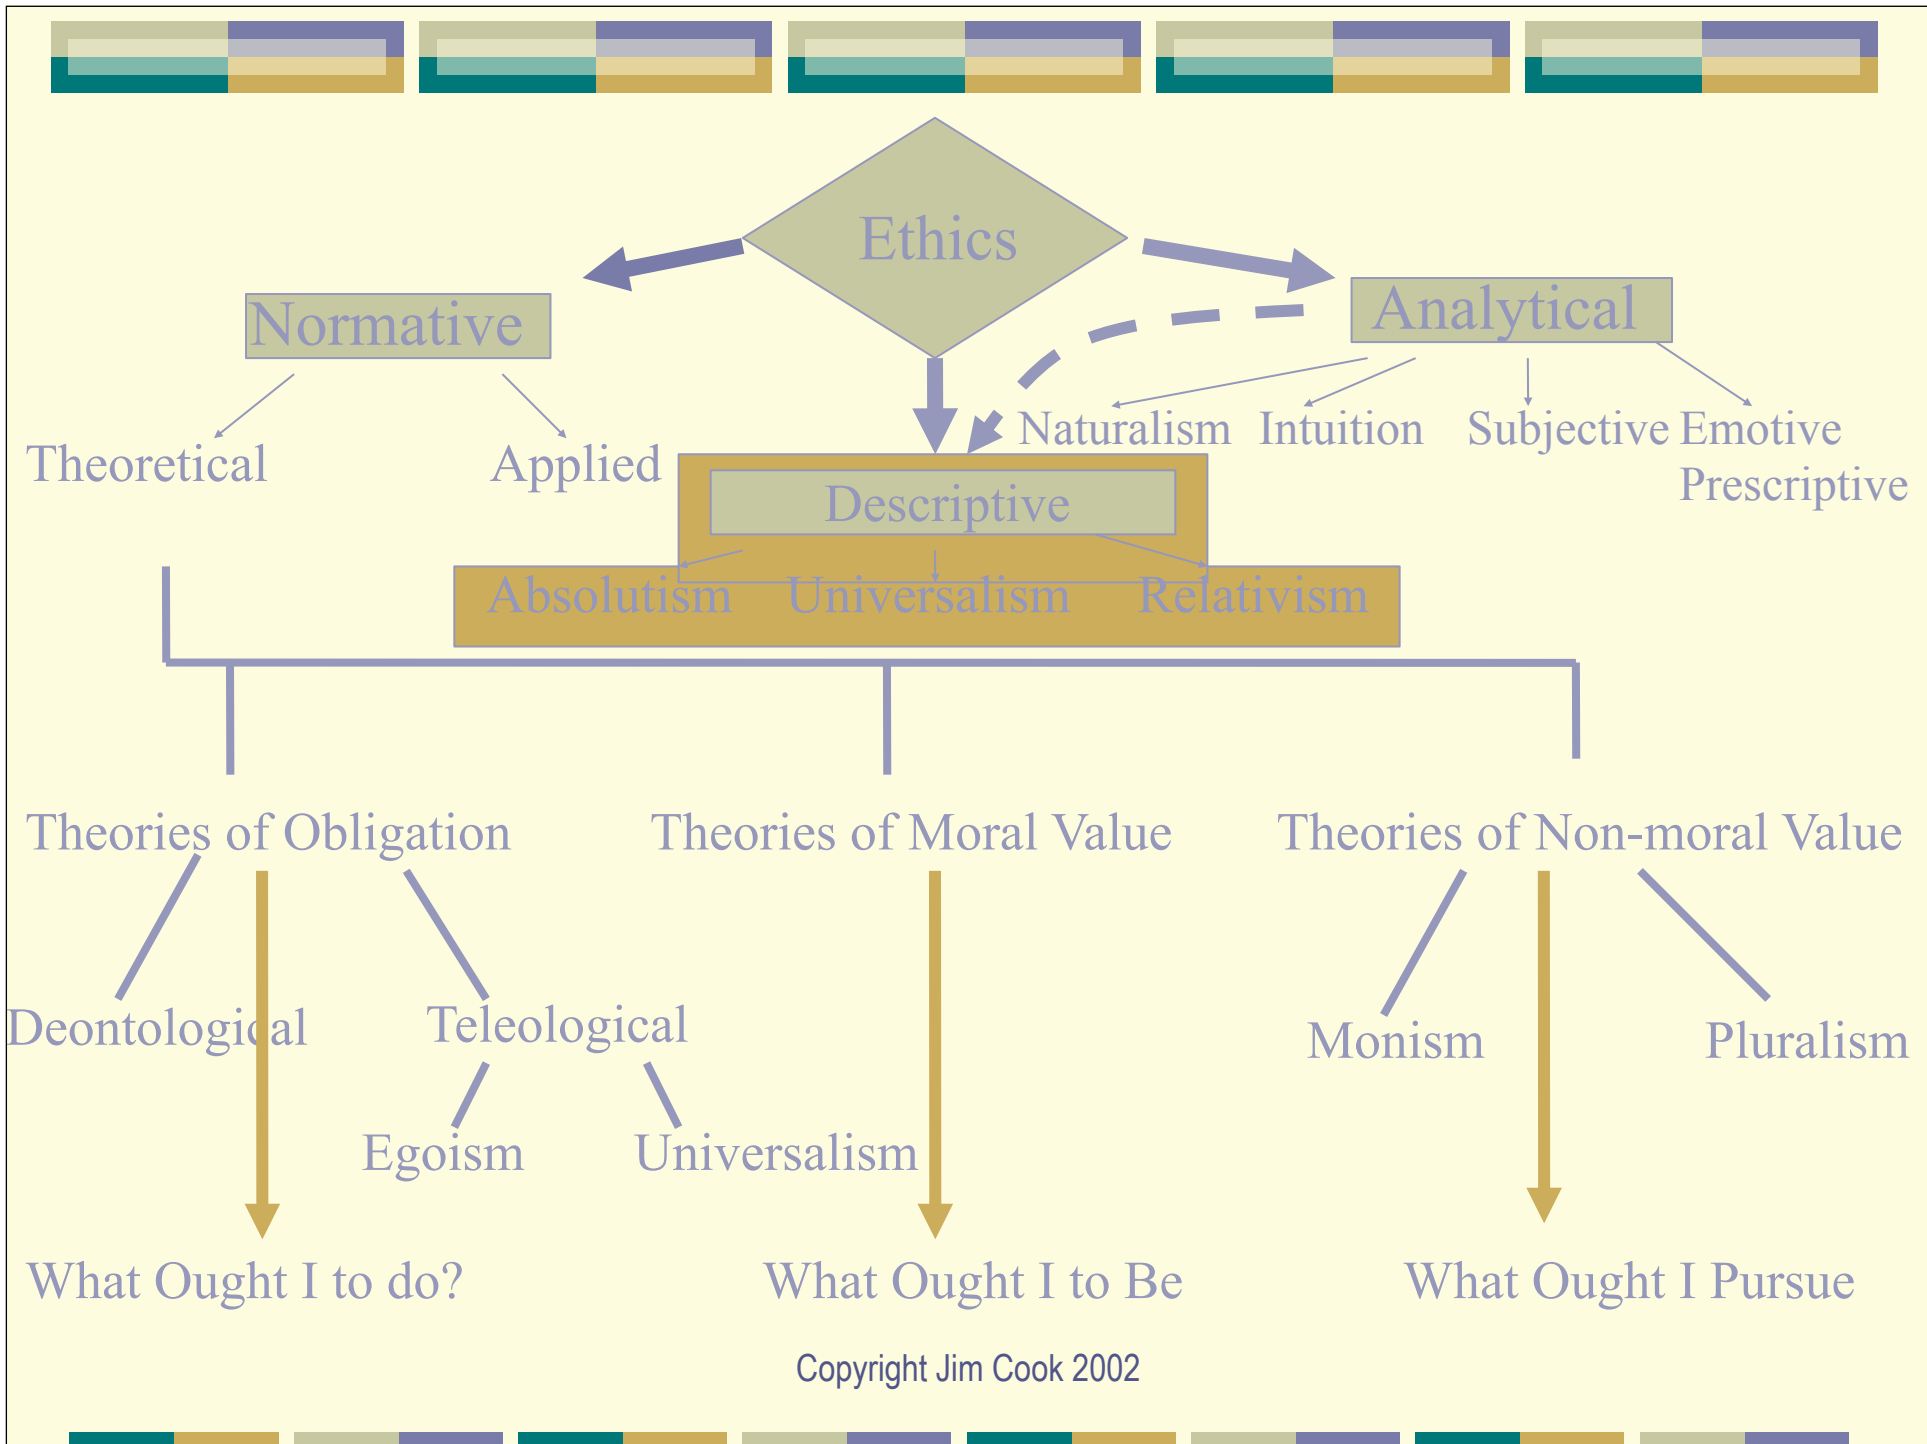 Ethics
Normative
Analytical
Naturalism Intuition Subjective Emotive
Prescriptive
Theoretical Applied
Descriptive
Absolutism Universalism Relativism
Theories of Obligation Theories of Moral Value Theories of Non-moral Value
Deontological Teleological Monism Pluralism
Egoism Universalism
What Ought I to do? What Ought I to Be What Ought I Pursue
Copyright Jim Cook 2002